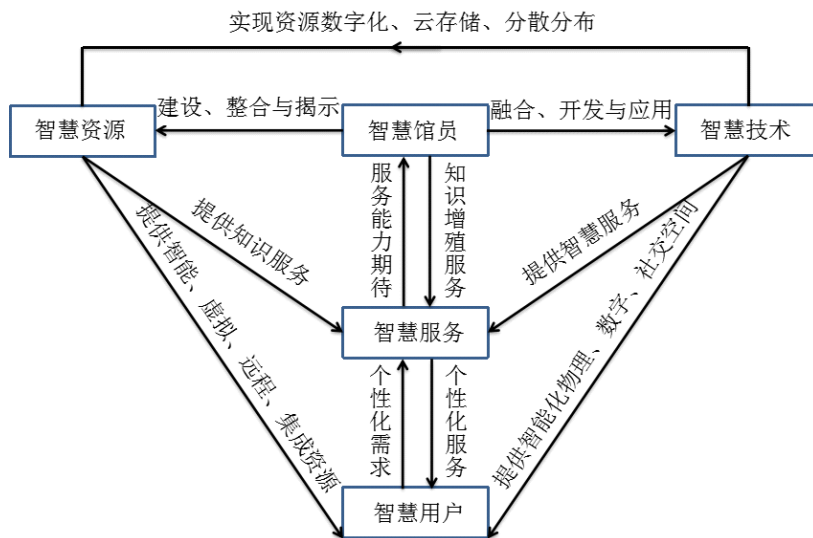 实现资源数字化、云存储、分散分布
建设、整合与揭示
融合、开发与应用
智慧资源
智慧馆员
智慧技术
服务能力期待
知识增殖服务
提供知识服务
提供智慧服务
提供智能、虚拟、远程、集成资源
提供智能化物理、数字、社交空间
智慧服务
个性化需求
个性化服务
智慧用户